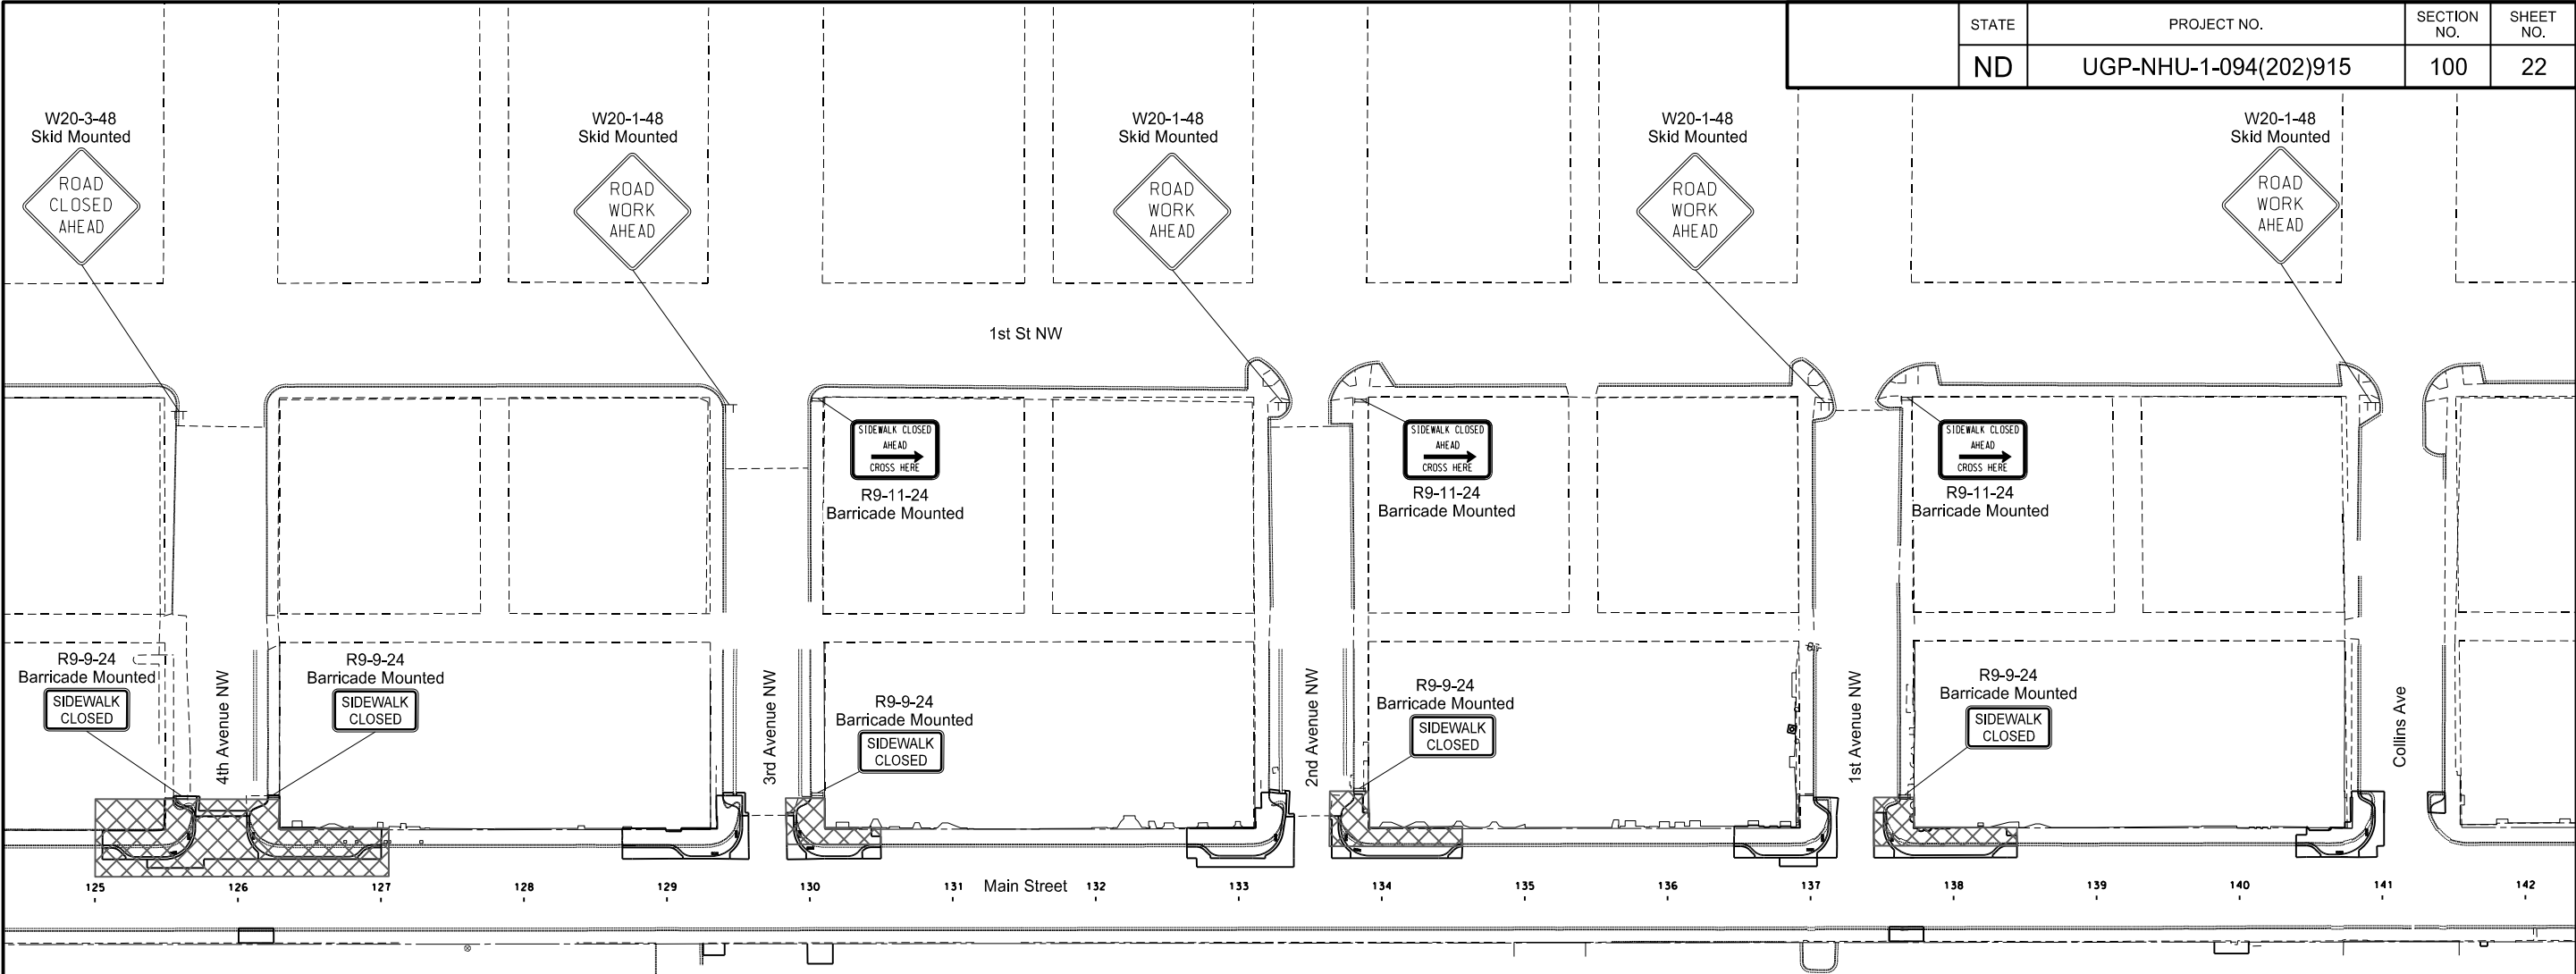 STATE
PROJECT NO.
SECTION
NO.
SHEET
NO.
ND
UGP-NHU-1-094(202)915
100
22
W20-3-48
Skid Mounted
ROAD
CLOSED
AHEAD
W20-1-48
Skid Mounted
ROAD
WORK
AHEAD
W20-1-48
Skid Mounted
ROAD
WORK
AHEAD
W20-1-48
Skid Mounted
ROAD
WORK
AHEAD
W20-1-48
Skid Mounted
ROAD
WORK
AHEAD
1st St NW
SIDEWALK CLOSED
AHEAD
CROSS HERE
R9-11-24
Barricade Mounted
SIDEWALK CLOSED
AHEAD
CROSS HERE
R9-11-24
Barricade Mounted
SIDEWALK CLOSED
AHEAD
CROSS HERE
R9-11-24
Barricade Mounted
R9-9-24
Barricade Mounted
SIDEWALK
CLOSED
4th Avenue NW
R9-9-24
Barricade Mounted
SIDEWALK
CLOSED
3rd Avenue NW
R9-9-24
Barricade Mounted
SIDEWALK
CLOSED
2nd Avenue NW
R9-9-24
Barricade Mounted
SIDEWALK
CLOSED
1st Avenue NW
R9-9-24
Barricade Mounted
SIDEWALK
CLOSED
Collins Ave
125 126 127 128 129 130 131 Main Street 132 133 134 135 136 137 138 139 140 141 142